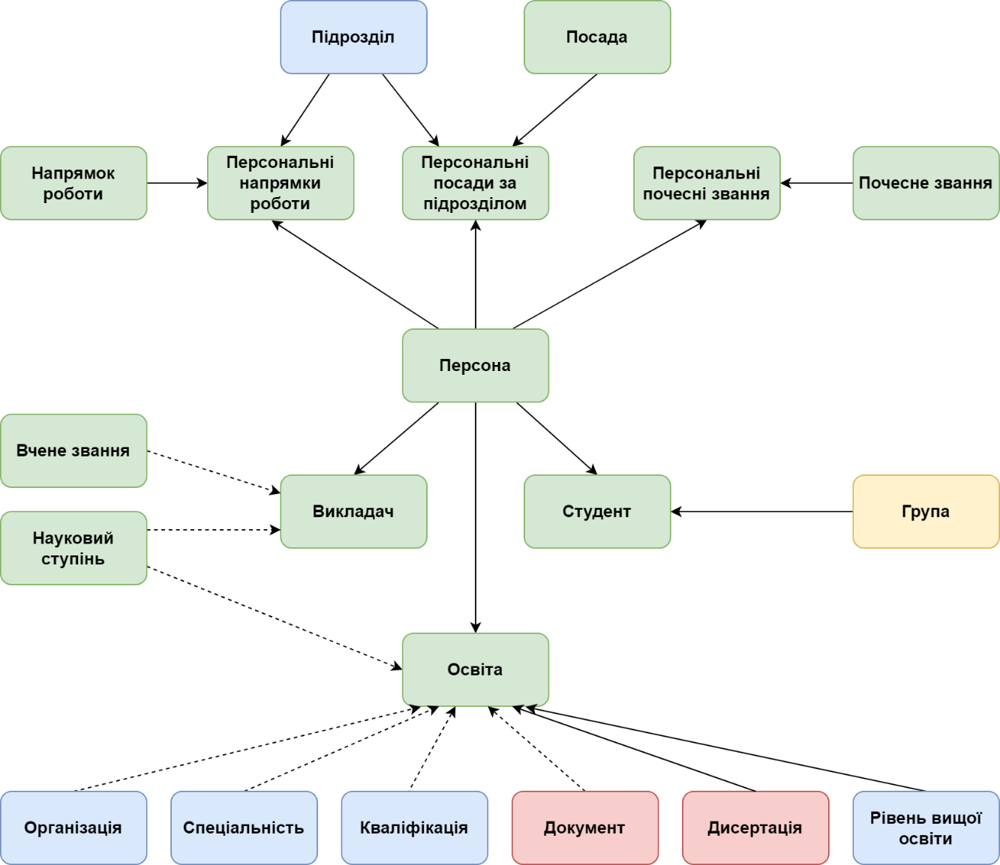 Підрозділ
Посада
Напрямок
роботи
Персональні
напрямки
роботи
Персональні
посади за
підрозділом
Персональні
почесні звання
Почесне звання
Персона
Вчене звання
Викладач
Студент
Група
Науковий
ступінь
Освіта
Організація
Спеціальність
Кваліфікація
Документ
Дисертація
Рівень вищої
освіти